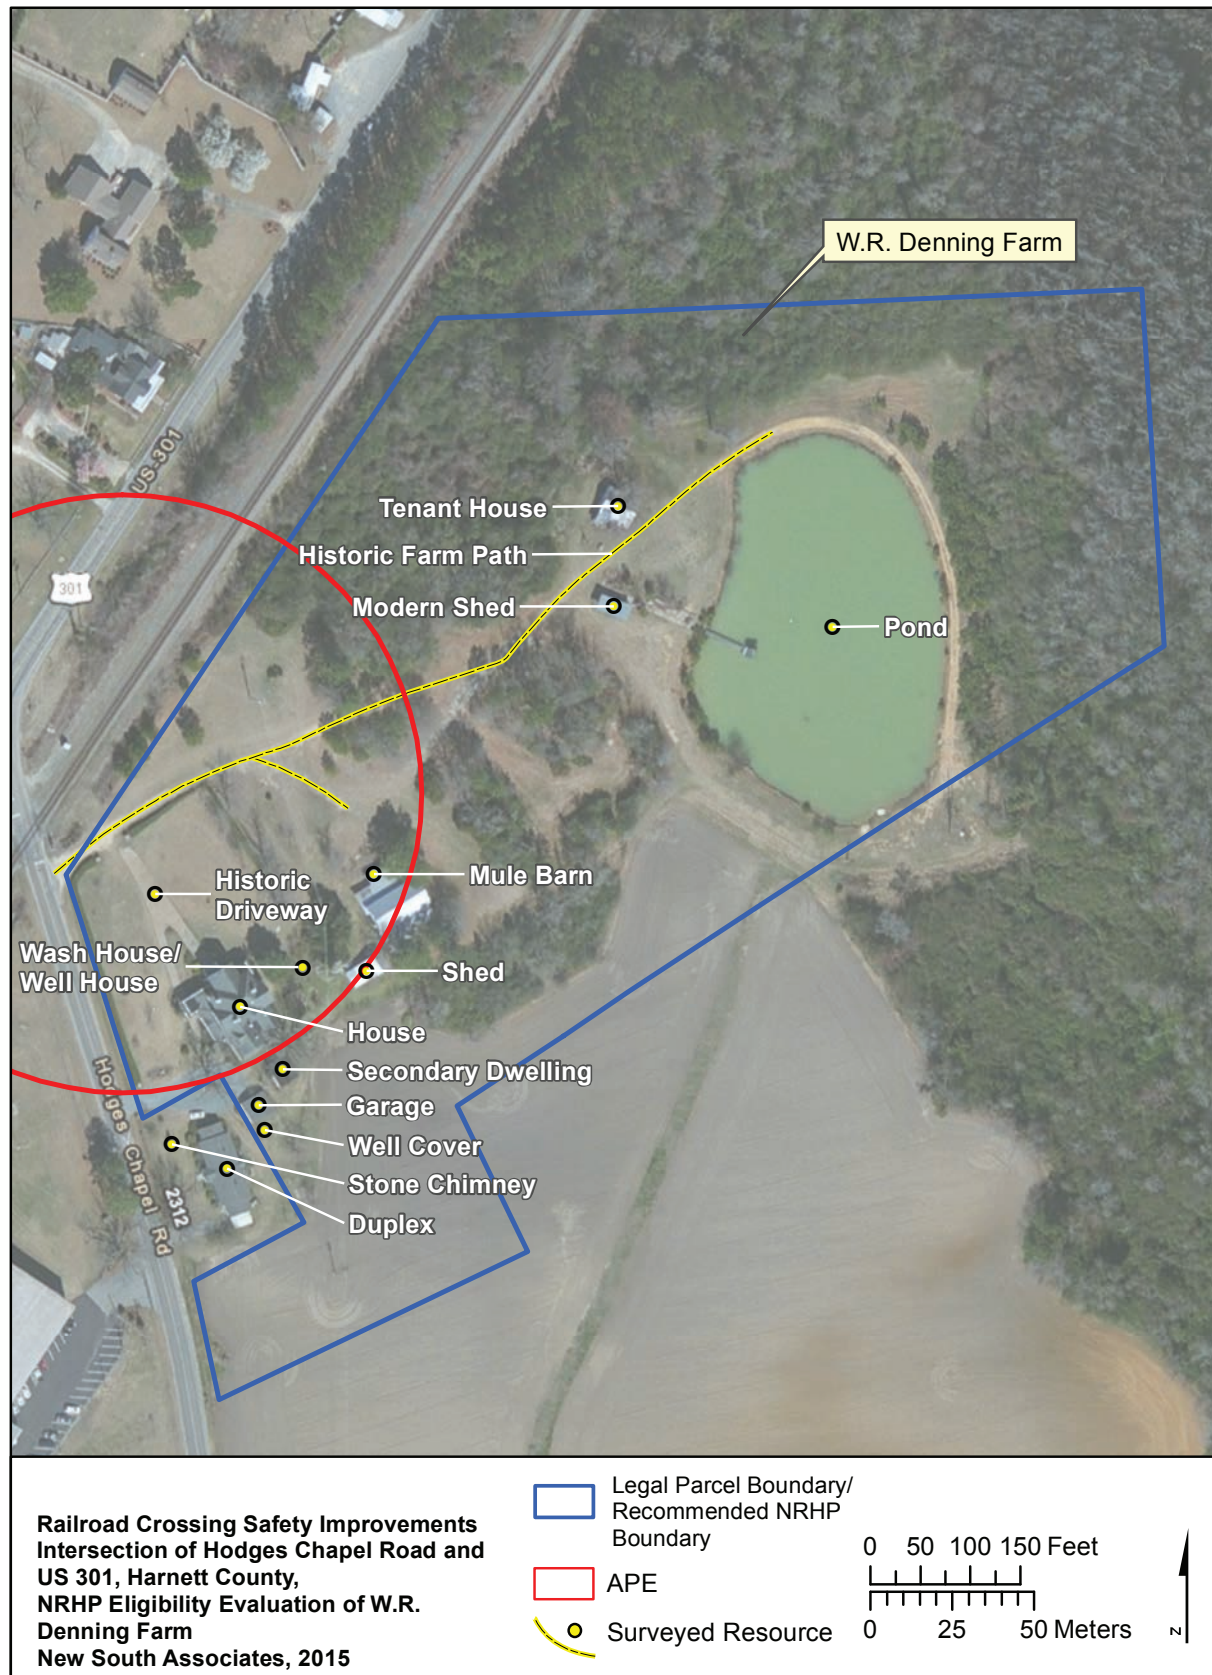 W.R. Denning Farm
US-301
301
Tenant House
Historic Farm Path
Modern Shed
Pond
Historic
Driveway
Mule Barn
Wash House/
Well House
Shed
House
Secondary Dwelling
Garage
Well Cover
Stone Chimney
Duplex
Hodges Chapel Rd
2312
Railroad Crossing Safety Improvements
Intersection of Hodges Chapel Road and
US 301, Harnett County,
NRHP Eligibility Evaluation of W.R.
Denning Farm
New South Associates, 2015
Legal Parcel Boundary/
Recommended NRHP
Boundary
APE
Surveyed Resource
0 50 100 150 Feet
0 25 50 Meters
N